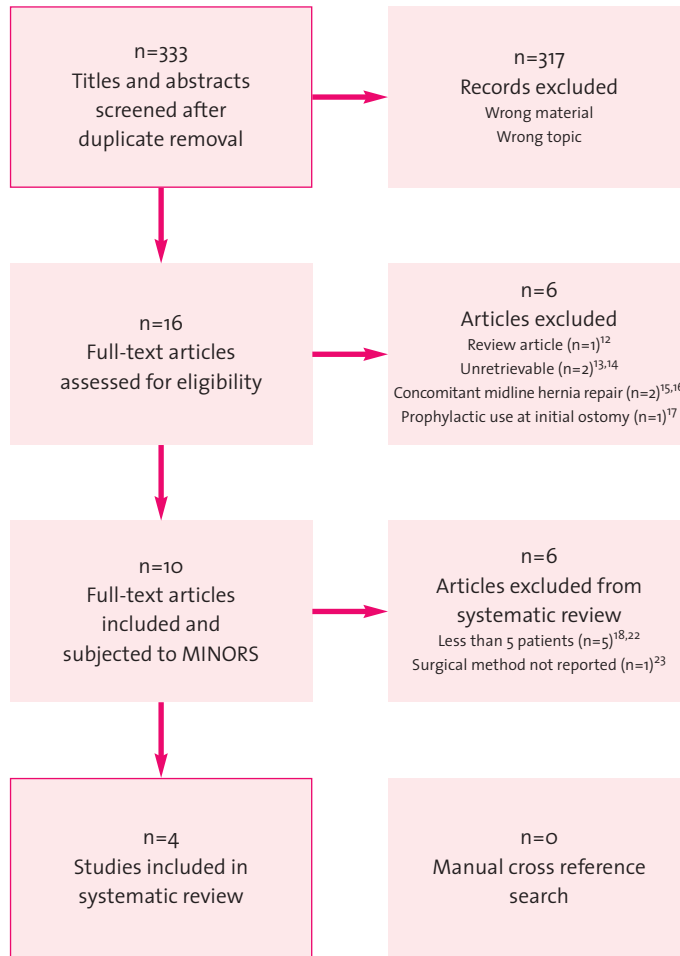 n=333
Titles and abstracts
screened after
duplicate removal
n=317
Records excluded
Wrong material
Wrong topic
n=16
Full-text articles
assessed for eligibility
n=6
Articles excluded
Review article (n=1)¹²
Unretrievable (n=2)¹³,¹⁴
Concomitant midline hernia repair (n=2)¹⁵,¹⁶
Prophylactic use at initial ostomy (n=1)¹⁷
n=10
Full-text articles
included and
subjected to MINORS
n=6
Articles excluded from
systematic review
Less than 5 patients (n=5)¹⁸,²²
Surgical method not reported (n=1)²³
n=4
Studies included in
systematic review
n=0
Manual cross reference
search